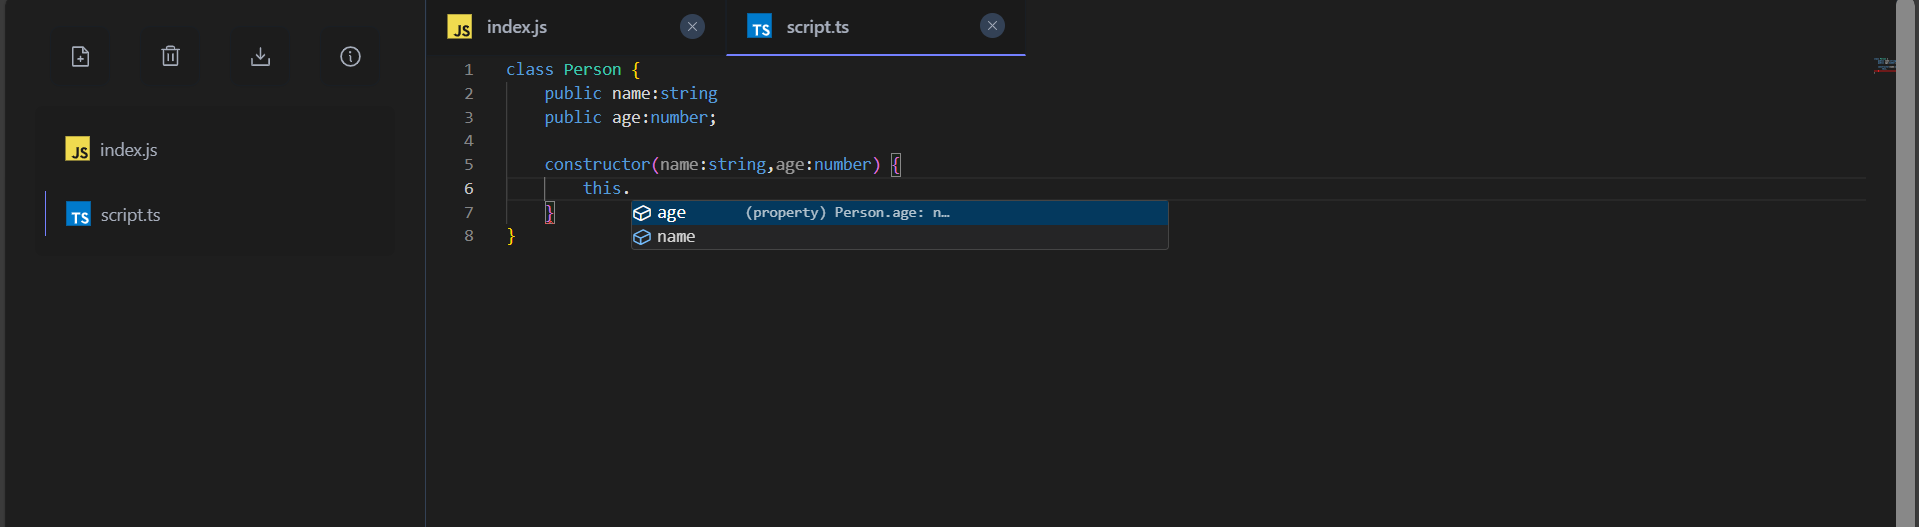 JS index.js
TS script.ts
JS index.js
TS script.ts
1 class Person {
2 public name:string
3 public age:number;
4
5 constructor(name:string,age:number) {
6 this.
7 }
8 }
age (property) Person.age: n…
name